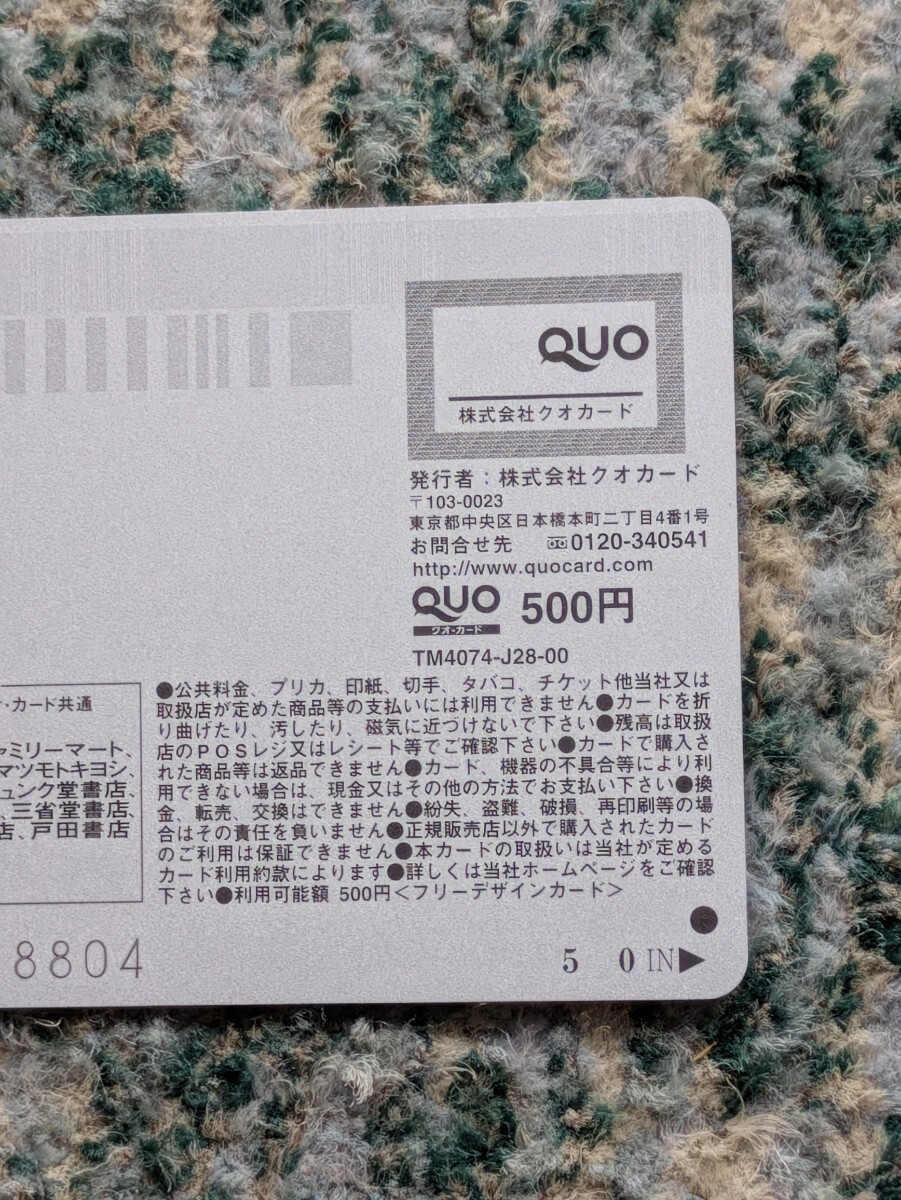 QUO
株式会社クオカード
発行者：株式会社クオカード
〒103-0023
東京都中央区日本橋本町二丁目4番1号
お問合せ先 0120-340541
http://www.quocard.com
QUO 500円
クオ・カード
TM4074-J28-00
・カード共通
ァミリーマート、
マツモトキヨシ、
ュンク堂書店、
、三省堂書店、
店、戸田書店
●公共料金、プリカ、印紙、切手、タバコ、チケット他当社又は
取扱店が定めた商品等の支払いには利用できません●カードを折
り曲げたり、汚したり、磁気に近づけないで下さい●残高は取扱
店のPOSレジ又はレシート等でご確認下さい●カードで購入さ
れた商品等は返品できません●カード、機器の不具合等により利
用できない場合は、現金又はその他の方法でお支払い下さい●換
金、転売、交換はできません●紛失、盗難、破損、再印刷等の場
合はその責任を負いません●正規販売店以外で購入されたカード
のご利用は保証できません●本カードの取扱いは当社が定める
カード利用約款によります●詳しくは当社ホームページをご確認
下さい●利用可能額 500円<フリーデザインカード>
8804
5 0 IN▶